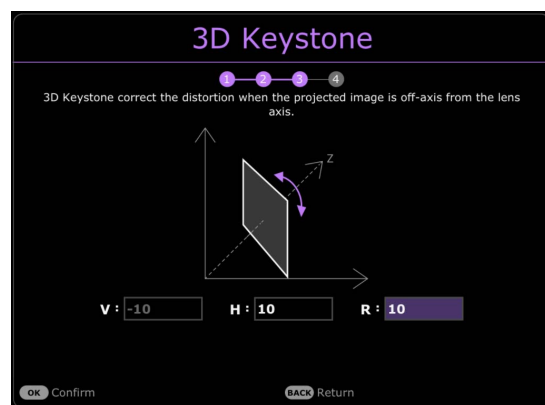 3D Keystone
1 2 3 4
3D Keystone correct the distortion when the projected image is off-axis from the lens
axis.
Z
V : -10 H : 10 R : 10
OK Confirm BACK Return